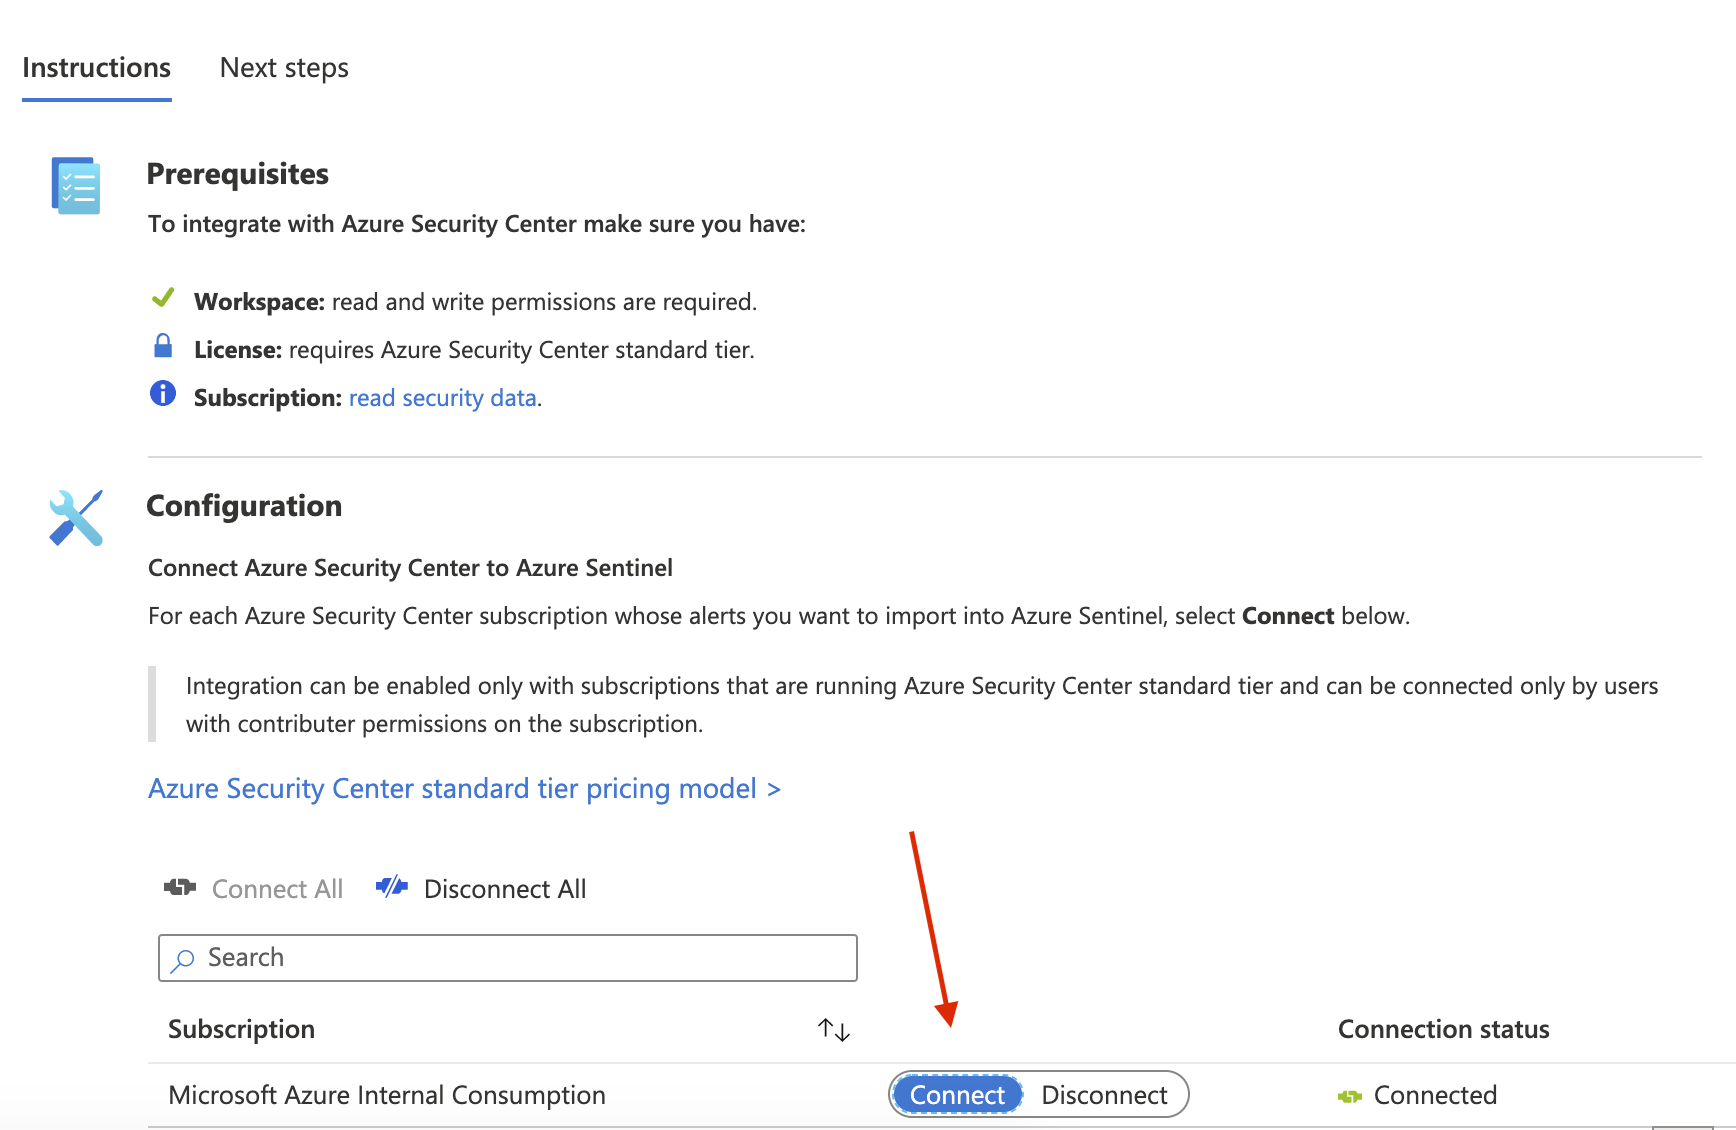 Instructions Next steps
Prerequisites
To integrate with Azure Security Center make sure you have:
Workspace: read and write permissions are required.
License: requires Azure Security Center standard tier.
Subscription: read security data.
Configuration
Connect Azure Security Center to Azure Sentinel
For each Azure Security Center subscription whose alerts you want to import into Azure Sentinel, select Connect below.
Integration can be enabled only with subscriptions that are running Azure Security Center standard tier and can be connected only by users
with contributer permissions on the subscription.
Azure Security Center standard tier pricing model >
Connect All Disconnect All
Search
Subscription Connection status
Microsoft Azure Internal Consumption Connect Disconnect Connected